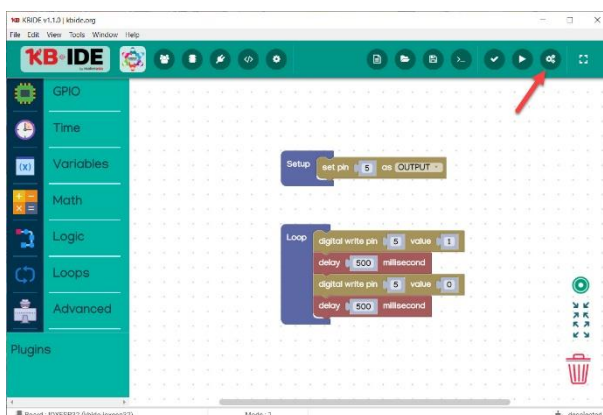 KBIDE v1.1.0 | kbide.org
File Edit View Tools Window Help
KB IDE
GPIO
Time
Variables
Math
Logic
Loops
Advanced
Plugins
Setup set pin 5 as OUTPUT
Loop digital write pin 5 value 1
delay 500 millisecond
digital write pin 5 value 0
delay 500 millisecond